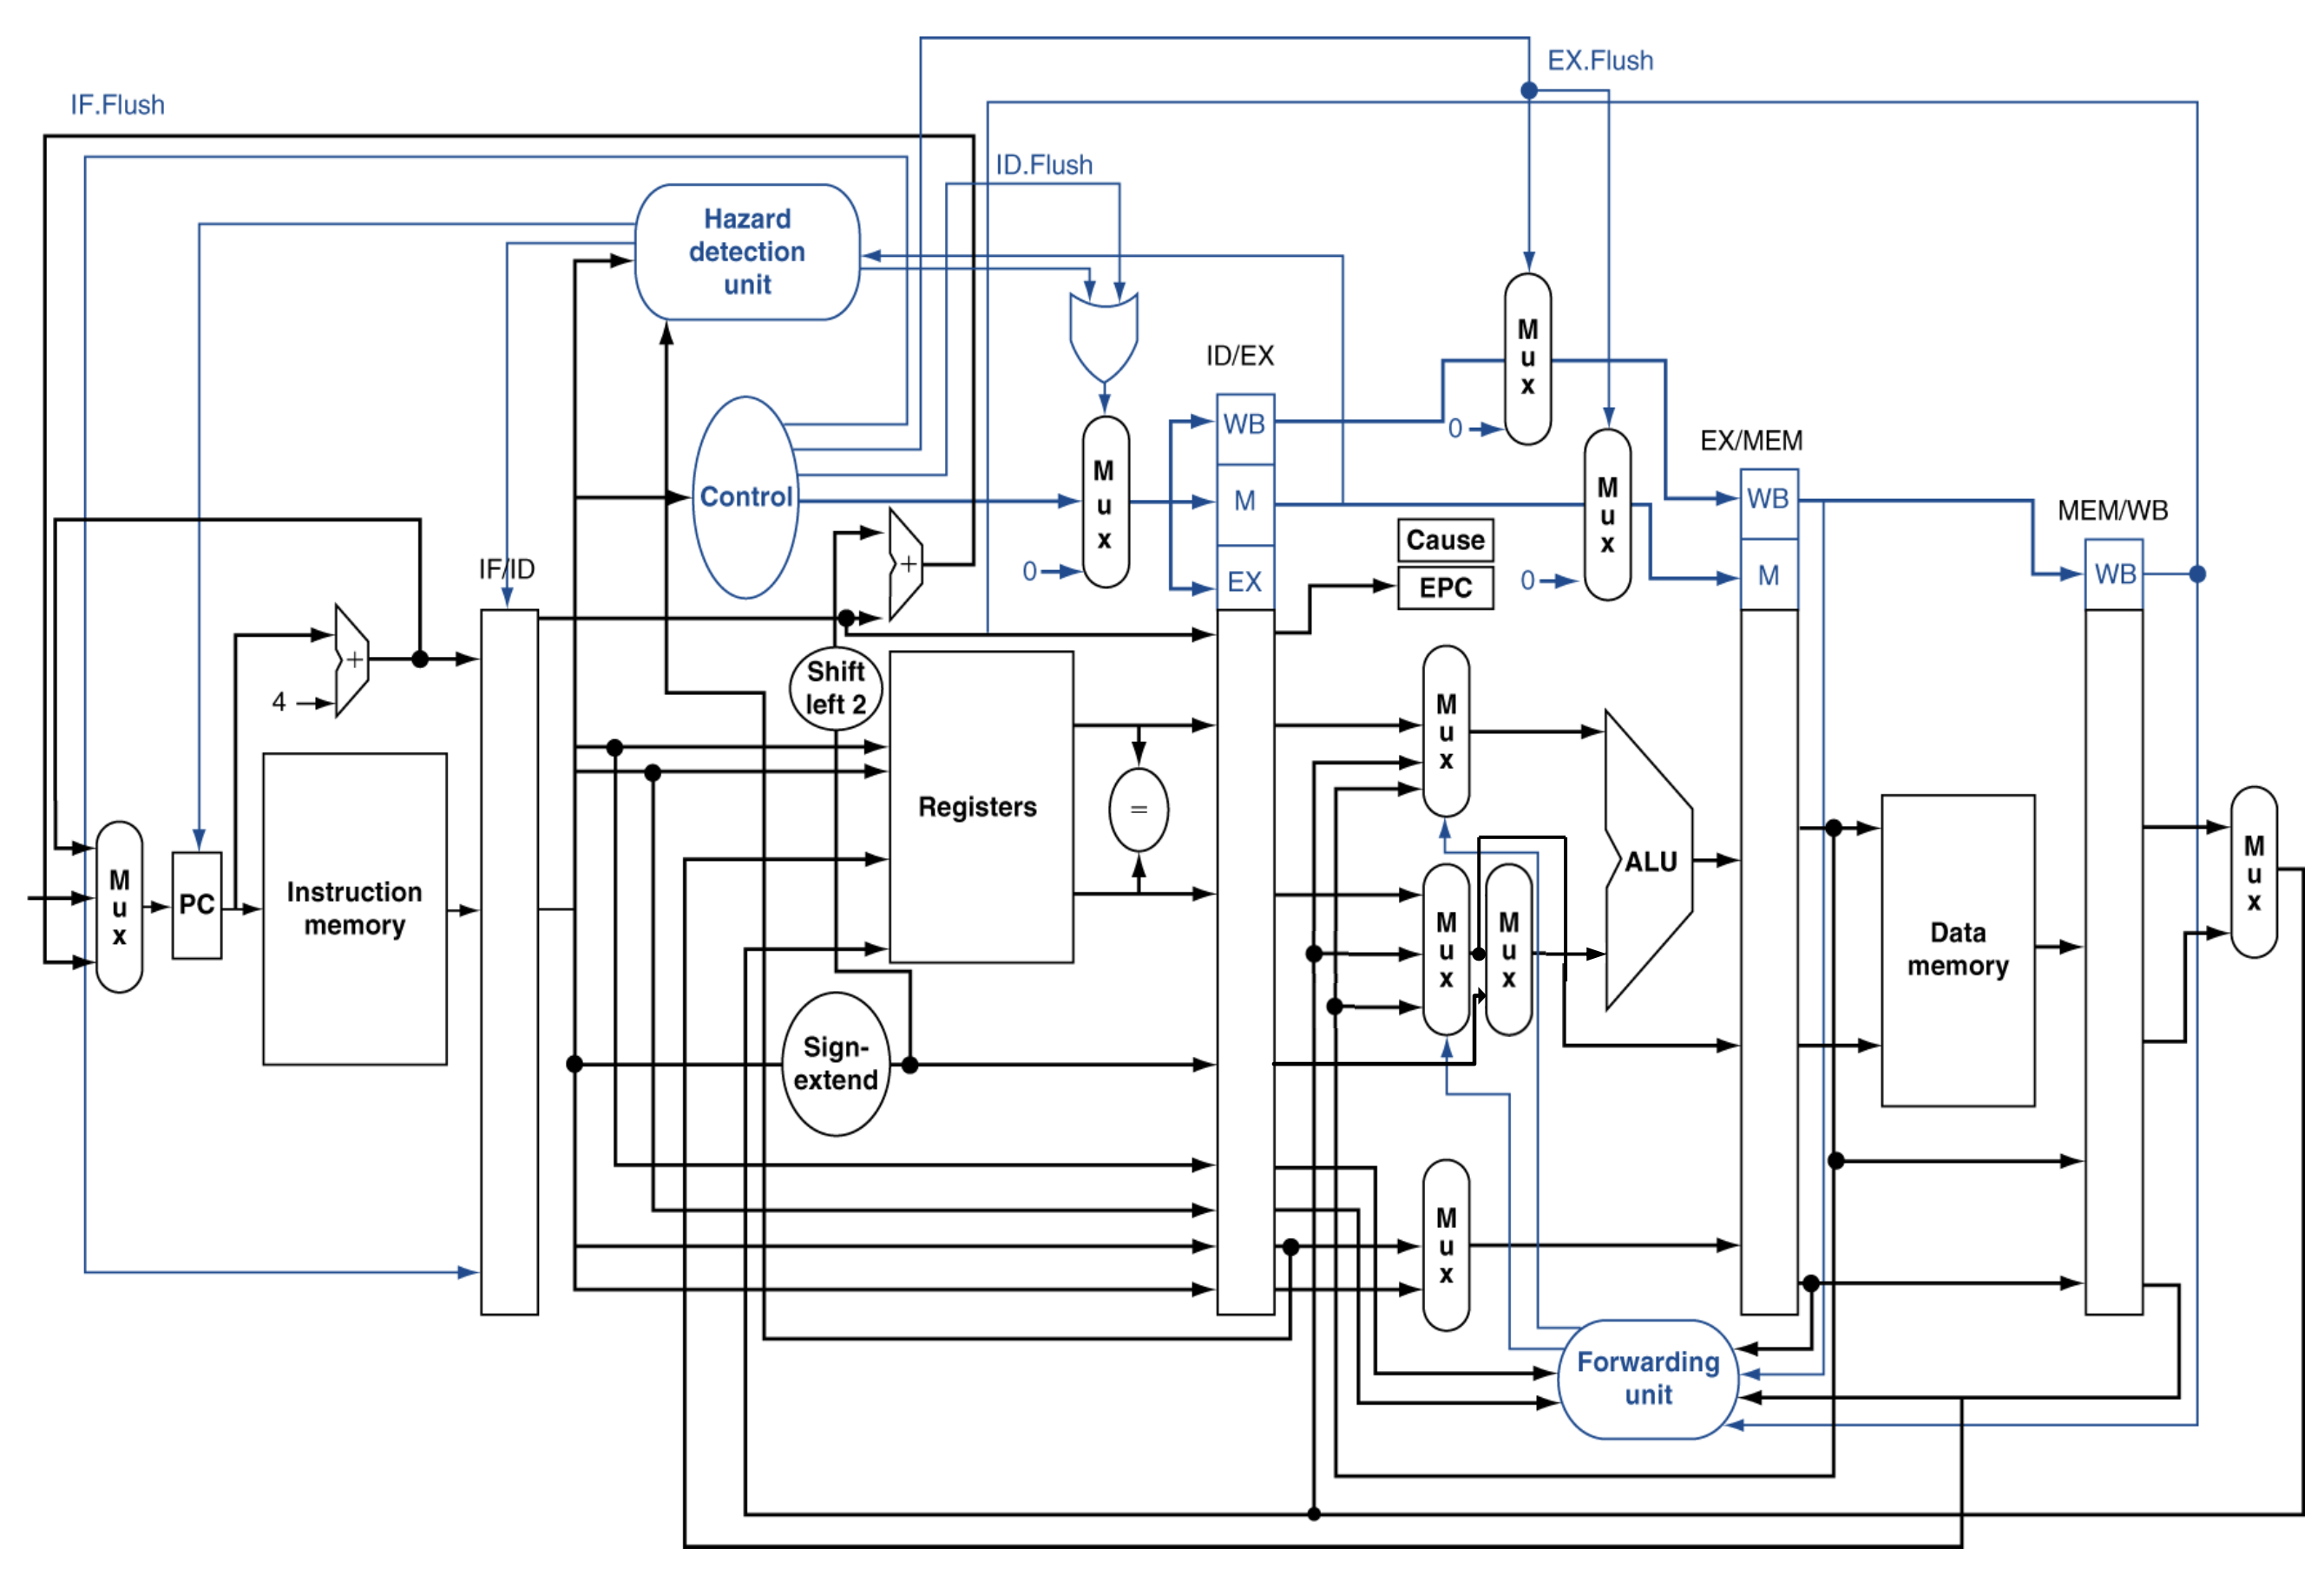 EX.Flush
IF.Flush
ID.Flush
Hazard
detection
unit
M
u
x
ID/EX
0
WB
EX/MEM
M
u
x
M
u
x
Control
M
WB
MEM/WB
Cause
IF/ID
+
0
EX
EPC
0
M
WB
4
+
Shift
left 2
M
u
x
Registers
=
M
u
x
PC
Instruction
memory
M
u
x
M
u
x
ALU
Data
memory
M
u
x
Sign-
extend
M
u
x
Forwarding
unit